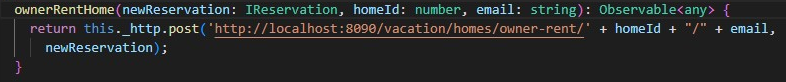 ownerRentHome(newReservation: IReservation, homeId: number, email: string): Observable<any> {
return this._http.post('http://localhost:8090/vacation/homes/owner-rent/' + homeId + "/" + email,
newReservation);
}